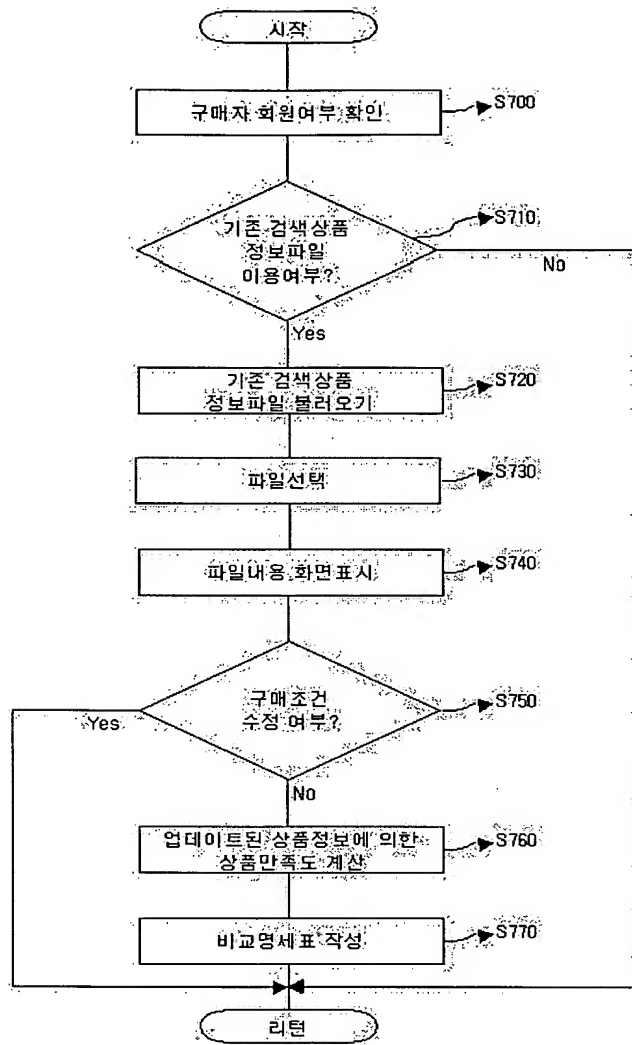 시작
구매자 회원여부 확인
S700
기존 검색상품
정보파일
이용여부?
S710
No
Yes
기존 검색상품
정보파일 불러오기
S720
파일선택
S730
파일내용 화면표시
S740
구매조건
수정 여부?
S750
Yes
No
업데이트된 상품정보에 의한
상품만족도 계산
S760
비교명세표 작성
S770
리턴